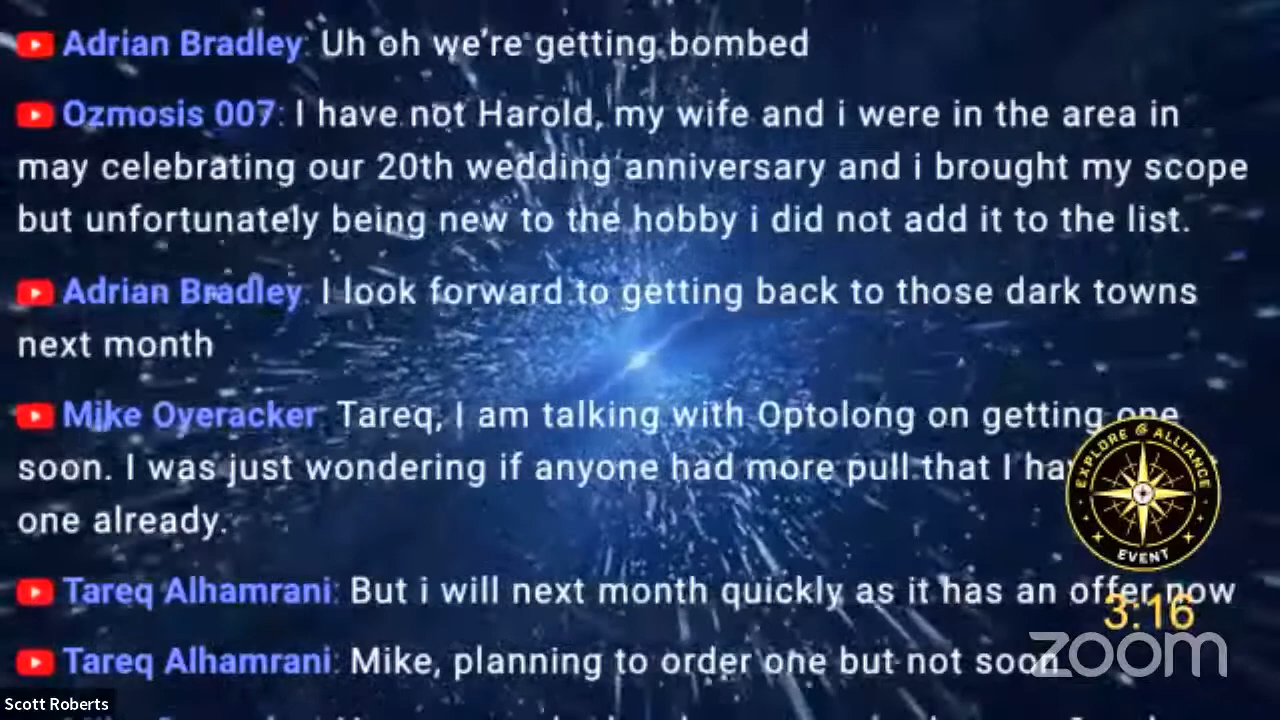 Adrian Bradley: Uh oh we're getting bombed
Ozmosis 007: I have not Harold, my wife and i were in the area in
may celebrating our 20th wedding anniversary and i brought my scope
but unfortunately being new to the hobby i did not add it to the list.
Adrian Bradley: I look forward to getting back to those dark towns
next month
Mike Overacker: Tareq, I am talking with Optolong on getting one
soon. I was just wondering if anyone had more pull that I
one already.
EXPLORE ALLIANCE
EVENT
Tareq Alhamrani: But i will next month quickly as it has an offer now
3:16
Tareq Alhamrani: Mike, planning to order one but not soon
zoom
Scott Roberts